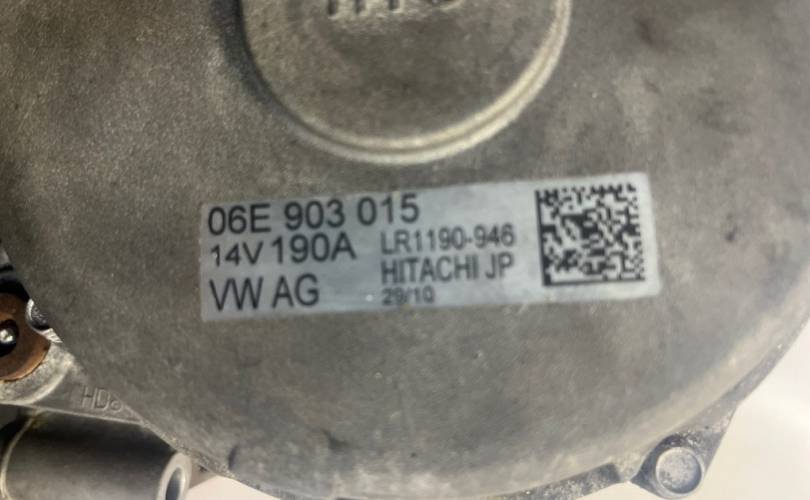 06E 903 015
14V 190A LR1190-946
VW AG HITACHI JP
29/10